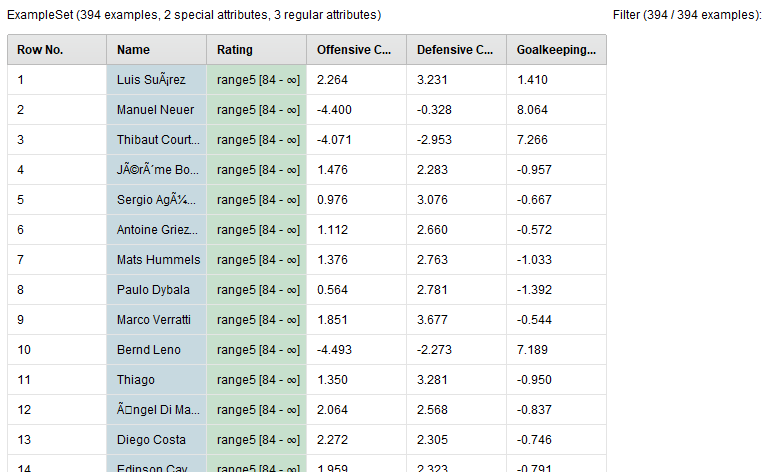 ExampleSet (394 examples, 2 special attributes, 3 regular attributes) Filter (394 / 394 examples):
Row No. Name Rating Offensive C... Defensive C... Goalkeeping...
1 Luis SuÃ¡rez range5 [84 - ∞] 2.264 3.231 1.410
2 Manuel Neuer range5 [84 - ∞] -4.400 -0.328 8.064
3 Thibaut Court... range5 [84 - ∞] -4.071 -2.953 7.266
4 JÃ©rÃ´me Bo... range5 [84 - ∞] 1.476 2.283 -0.957
5 Sergio AgÃ¼... range5 [84 - ∞] 0.976 3.076 -0.667
6 Antoine Griez... range5 [84 - ∞] 1.112 2.660 -0.572
7 Mats Hummels range5 [84 - ∞] 1.376 2.763 -1.033
8 Paulo Dybala range5 [84 - ∞] 0.564 2.781 -1.392
9 Marco Verratti range5 [84 - ∞] 1.851 3.677 -0.544
10 Bernd Leno range5 [84 - ∞] -4.493 -2.273 7.189
11 Thiago range5 [84 - ∞] 1.350 3.281 -0.950
12 Ã□ngel Di Ma... range5 [84 - ∞] 2.064 2.568 -0.837
13 Diego Costa range5 [84 - ∞] 2.272 2.305 -0.746
14 Edinson Cav... range5 [84 - ∞] 1.959 2.323 -0.791